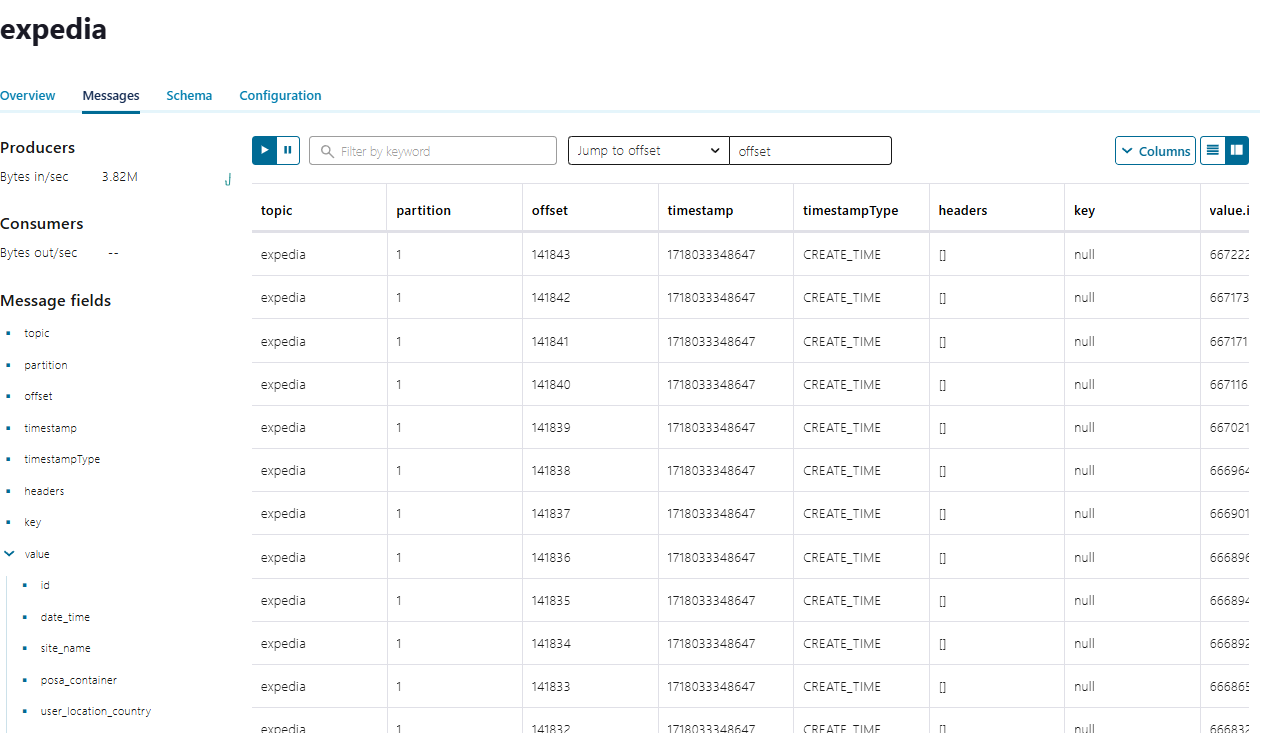 expedia
Overview Messages Schema Configuration
Producers
Bytes in/sec 3.82M
Consumers
Bytes out/sec --
Message fields
topic
partition
offset
timestamp
timestampType
headers
key
value
id
date_time
site_name
posa_container
user_location_country
Filter by keyword Jump to offset offset Columns
topic partition offset timestamp timestampType headers key value.i
expedia 1 141843 1718033348647 CREATE_TIME [] null 667222
expedia 1 141842 1718033348647 CREATE_TIME [] null 667173
expedia 1 141841 1718033348647 CREATE_TIME [] null 667171
expedia 1 141840 1718033348647 CREATE_TIME [] null 667116
expedia 1 141839 1718033348647 CREATE_TIME [] null 667021
expedia 1 141838 1718033348647 CREATE_TIME [] null 666964
expedia 1 141837 1718033348647 CREATE_TIME [] null 666901
expedia 1 141836 1718033348647 CREATE_TIME [] null 666896
expedia 1 141835 1718033348647 CREATE_TIME [] null 666894
expedia 1 141834 1718033348647 CREATE_TIME [] null 666892
expedia 1 141833 1718033348647 CREATE_TIME [] null 666865
expedia 1 141832 1718033348647 CREATE_TIME [] null 666832